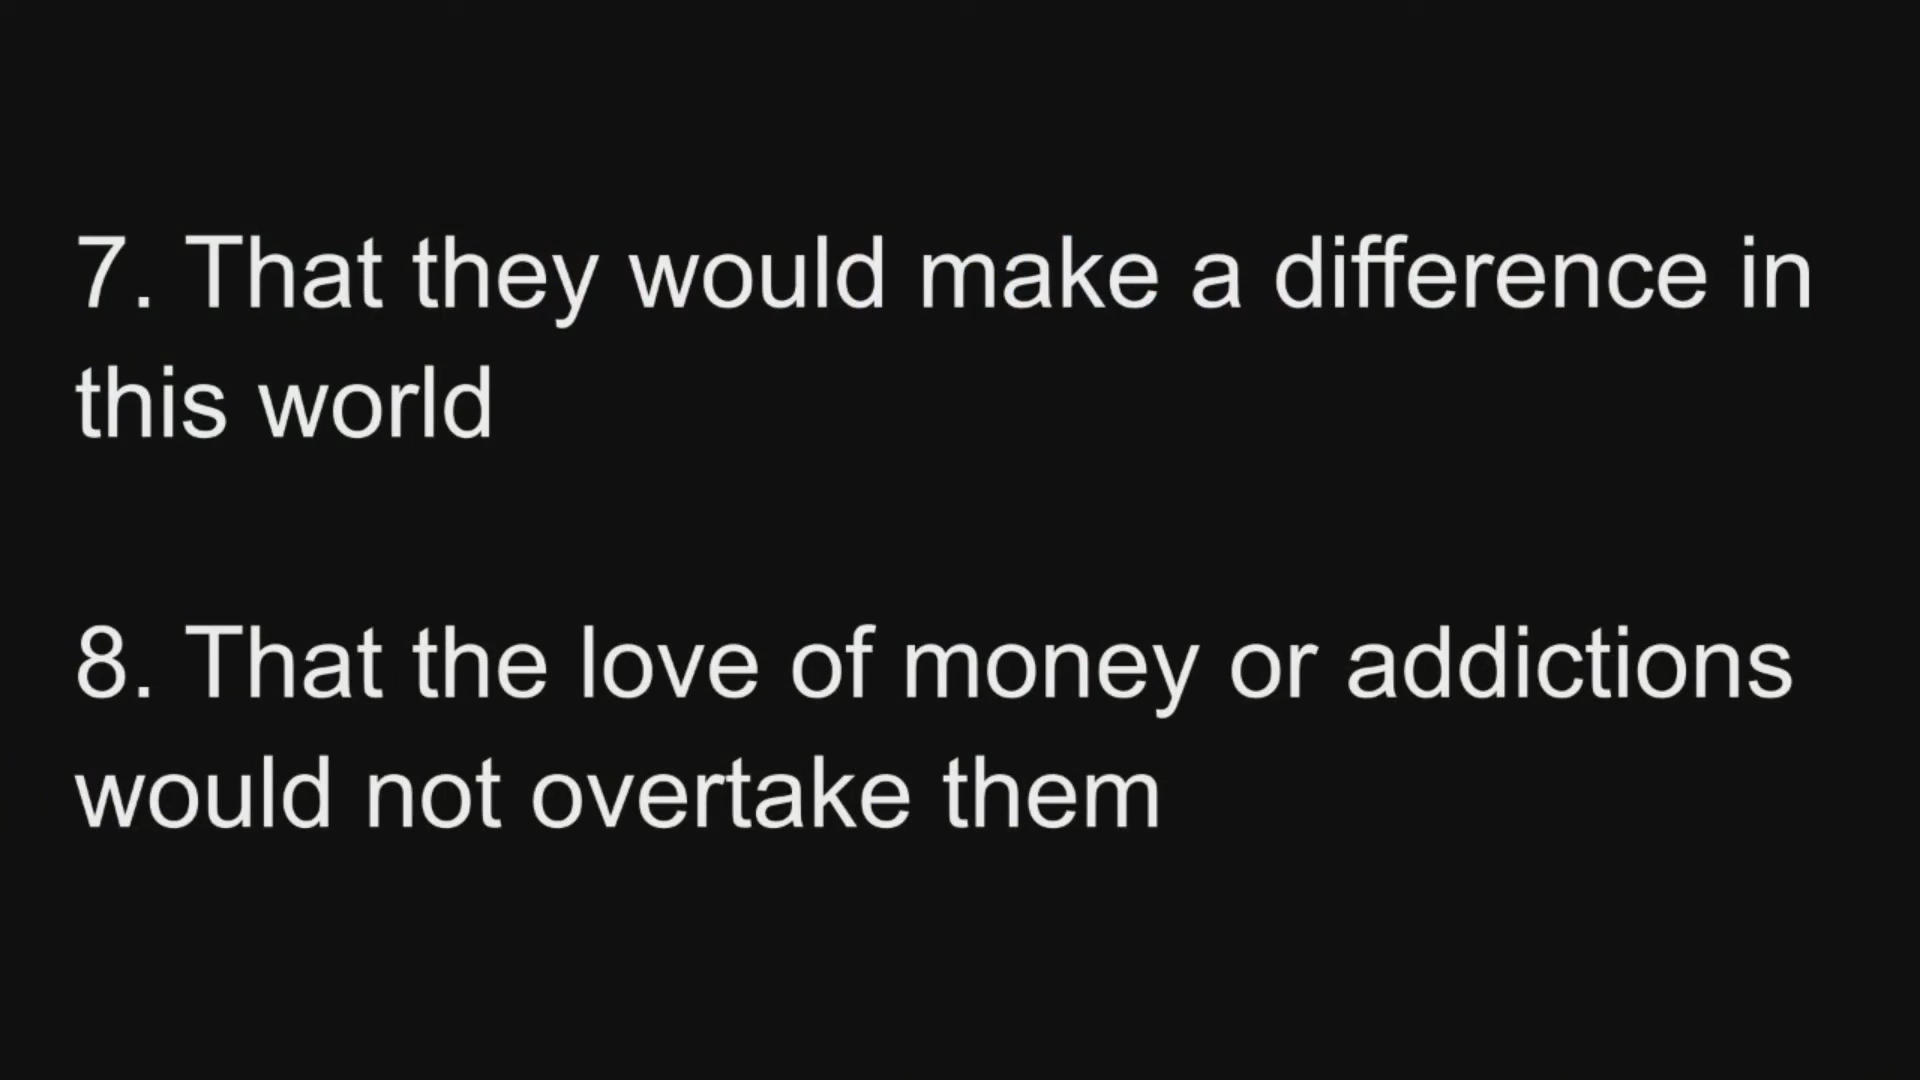 7. That they would make a difference in
this world
8. That the love of money or addictions
would not overtake them